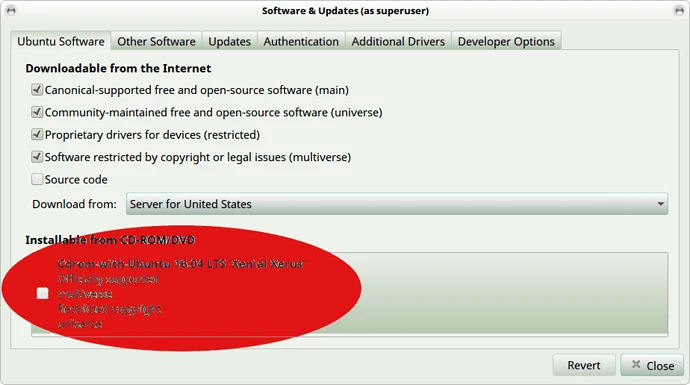 Software & Updates (as superuser)
Ubuntu Software Other Software Updates Authentication Additional Drivers Developer Options
Downloadable from the Internet
Canonical-supported free and open-source software (main)
Community-maintained free and open-source software (universe)
Proprietary drivers for devices (restricted)
Software restricted by copyright or legal issues (multiverse)
Source code
Download from: Server for United States
Installable from CD-ROM/DVD
Cdrom with Ubuntu 16.04 LTS 'Xenial Xerus'
Officially supported
multiverse
Restricted copyright
universe
Revert Close